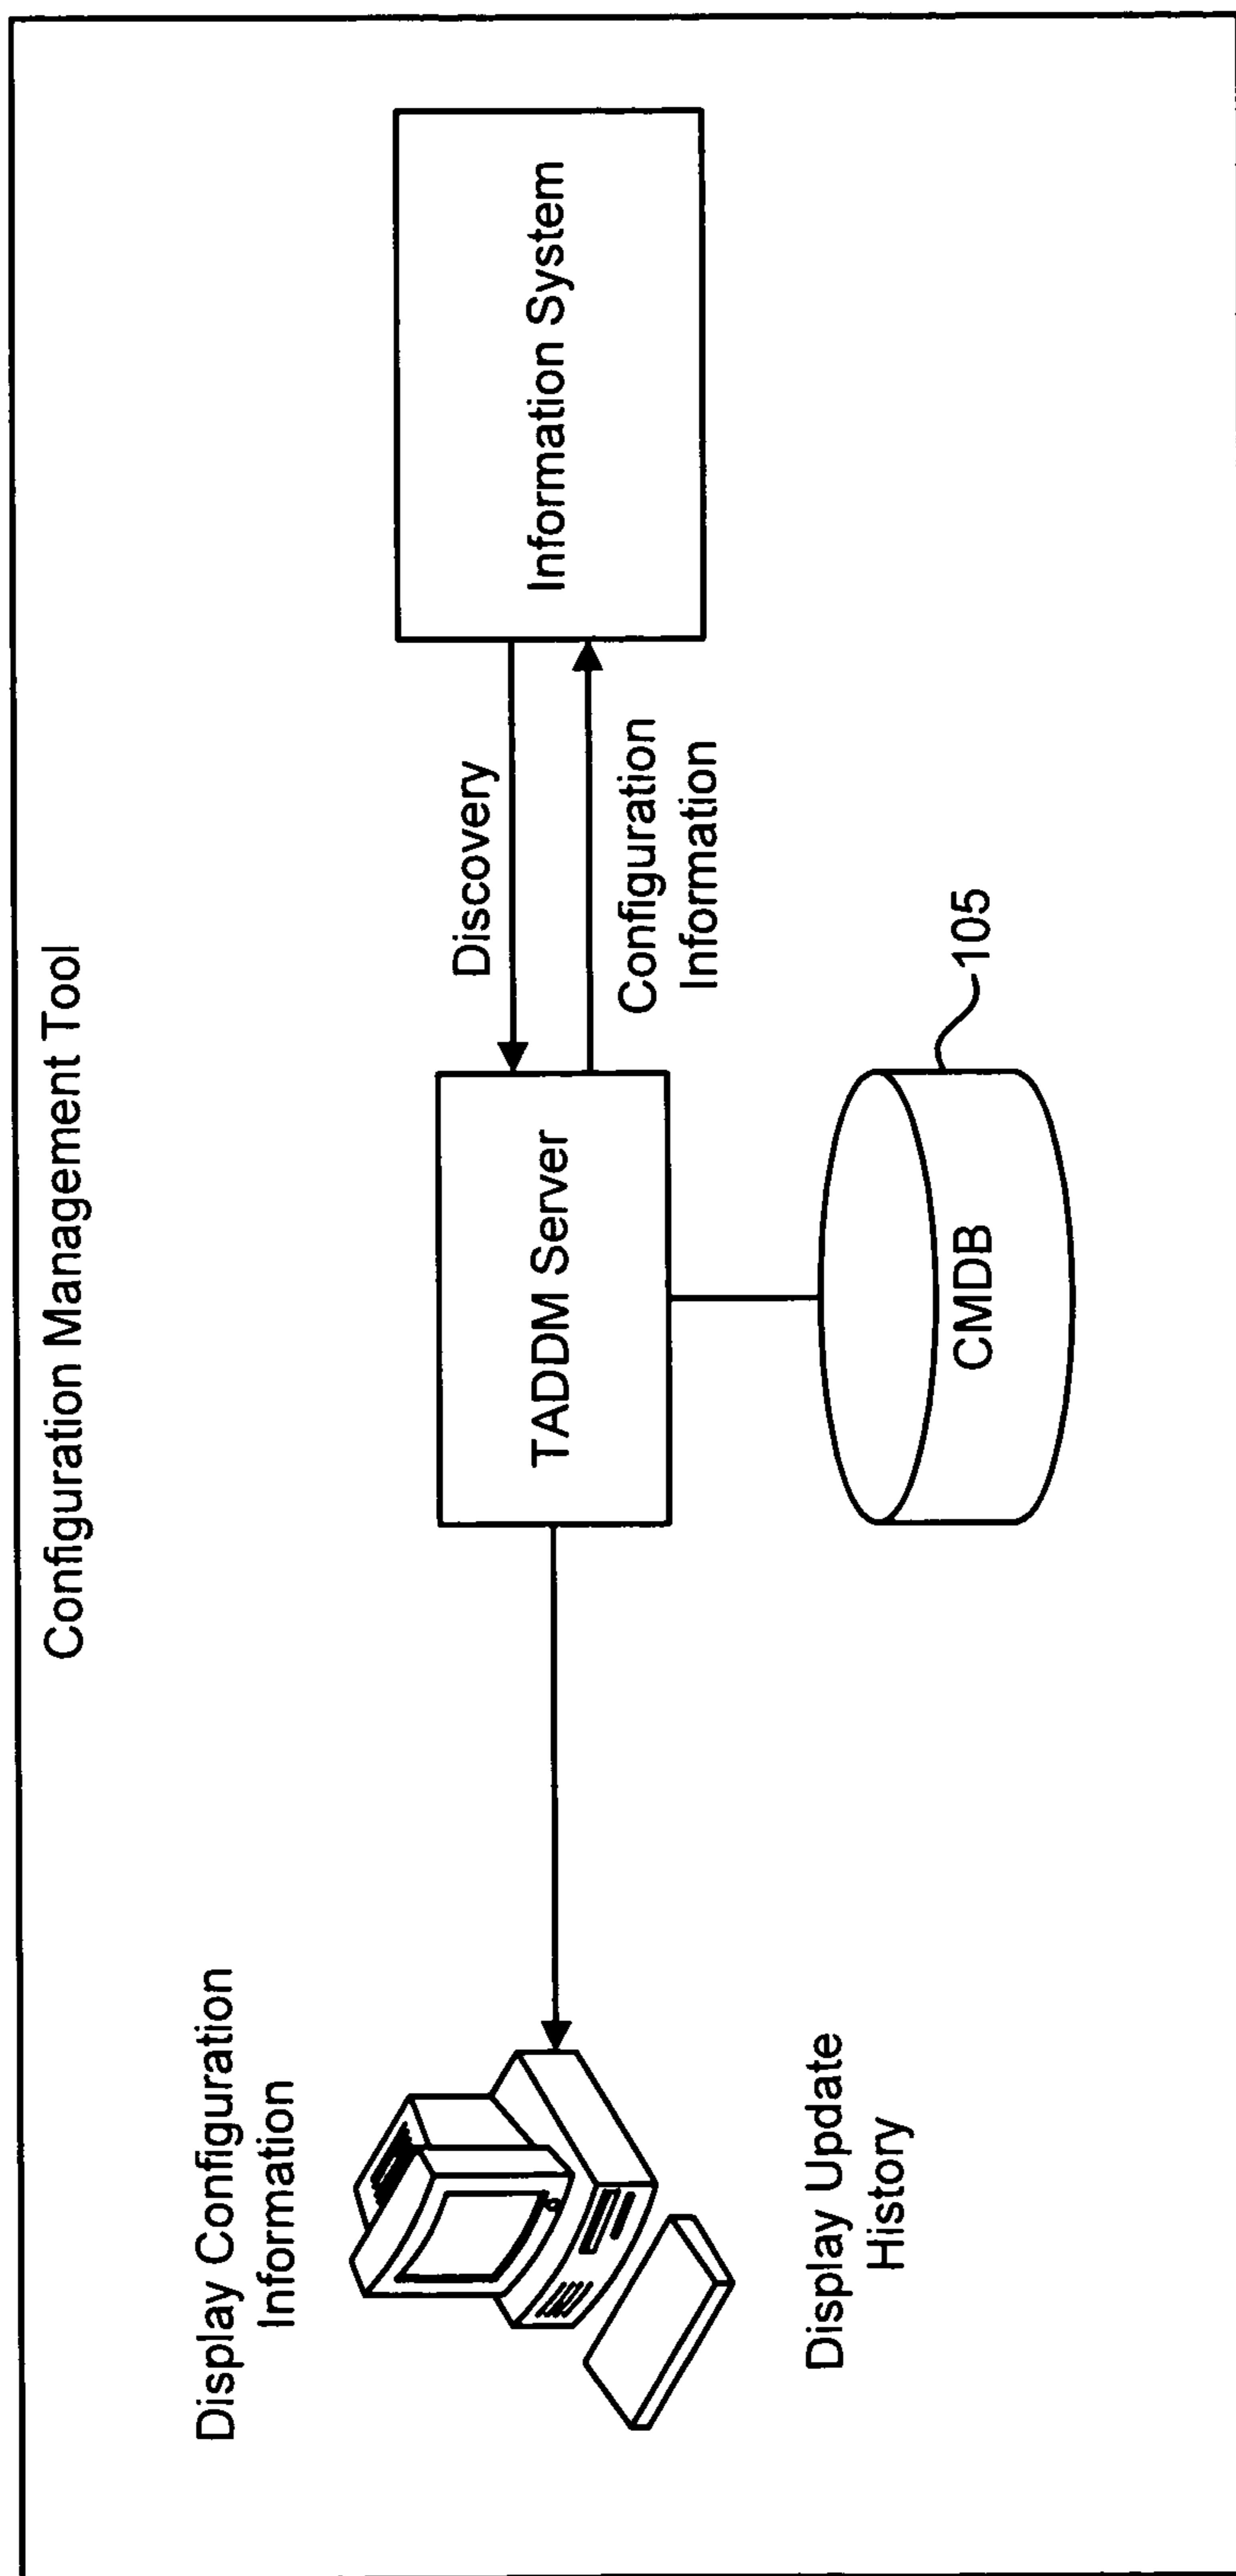 Configuration Management Tool
Display Configuration
Information
Display Update
History
TADDM Server
CMDB
105
Discovery
Configuration
Information
Information System